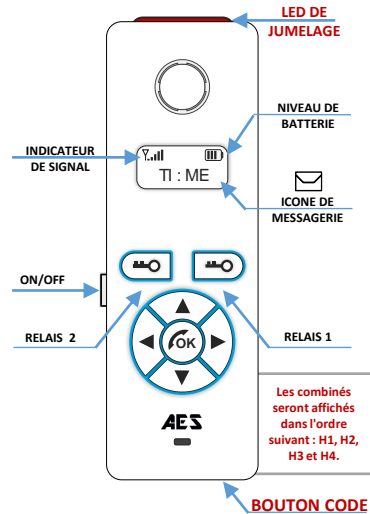 LED DE
JUMELAGE
NIVEAU DE
BATTERIE
INDICATEUR
DE SIGNAL
TI : ME
ICONE DE
MESSAGERIE
ON/OFF
RELAIS 2
RELAIS 1
OK
Les combinés
seront affichés
dans l'ordre
suivant : H1, H2,
H3 et H4.
AES
BOUTON CODE